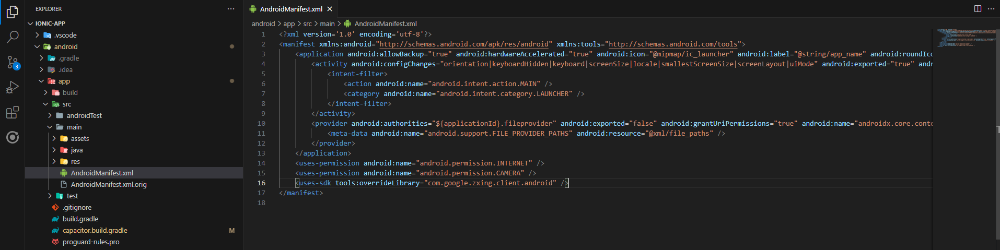 EXPLORER
IONIC-APP
.vscode
android
.gradle
.idea
app
build
src
androidTest
main
assets
java
res
AndroidManifest.xml
AndroidManifest.xml.orig
test
.gitignore
build.gradle
capacitor.build.gradle M
proguard-rules.pro
3
AndroidManifest.xml
android > app > src > main > AndroidManifest.xml
1 <?xml version='1.0' encoding='utf-8'?>
2 <manifest xmlns:android="http://schemas.android.com/apk/res/android" xmlns:tools="http://schemas.android.com/tools">
3 <application android:allowBackup="true" android:hardwareAccelerated="true" android:icon="@mipmap/ic_launcher" android:label="@string/app_name" android:roundIco
4 <activity android:configChanges="orientation|keyboardHidden|keyboard|screenSize|locale|smallestScreenSize|screenLayout|uiMode" android:exported="true" and
5 <intent-filter>
6 <action android:name="android.intent.action.MAIN" />
7 <category android:name="android.intent.category.LAUNCHER" />
8 </intent-filter>
9 </activity>
10 <provider android:authorities="${applicationId}.fileprovider" android:exported="false" android:grantUriPermissions="true" android:name="androidx.core.conte
11 <meta-data android:name="android.support.FILE_PROVIDER_PATHS" android:resource="@xml/file_paths" />
12 </provider>
13 </application>
14 <uses-permission android:name="android.permission.INTERNET" />
15 <uses-permission android:name="android.permission.CAMERA" />
16 <uses-sdk tools:overrideLibrary="com.google.zxing.client.android" />
17 </manifest>
18